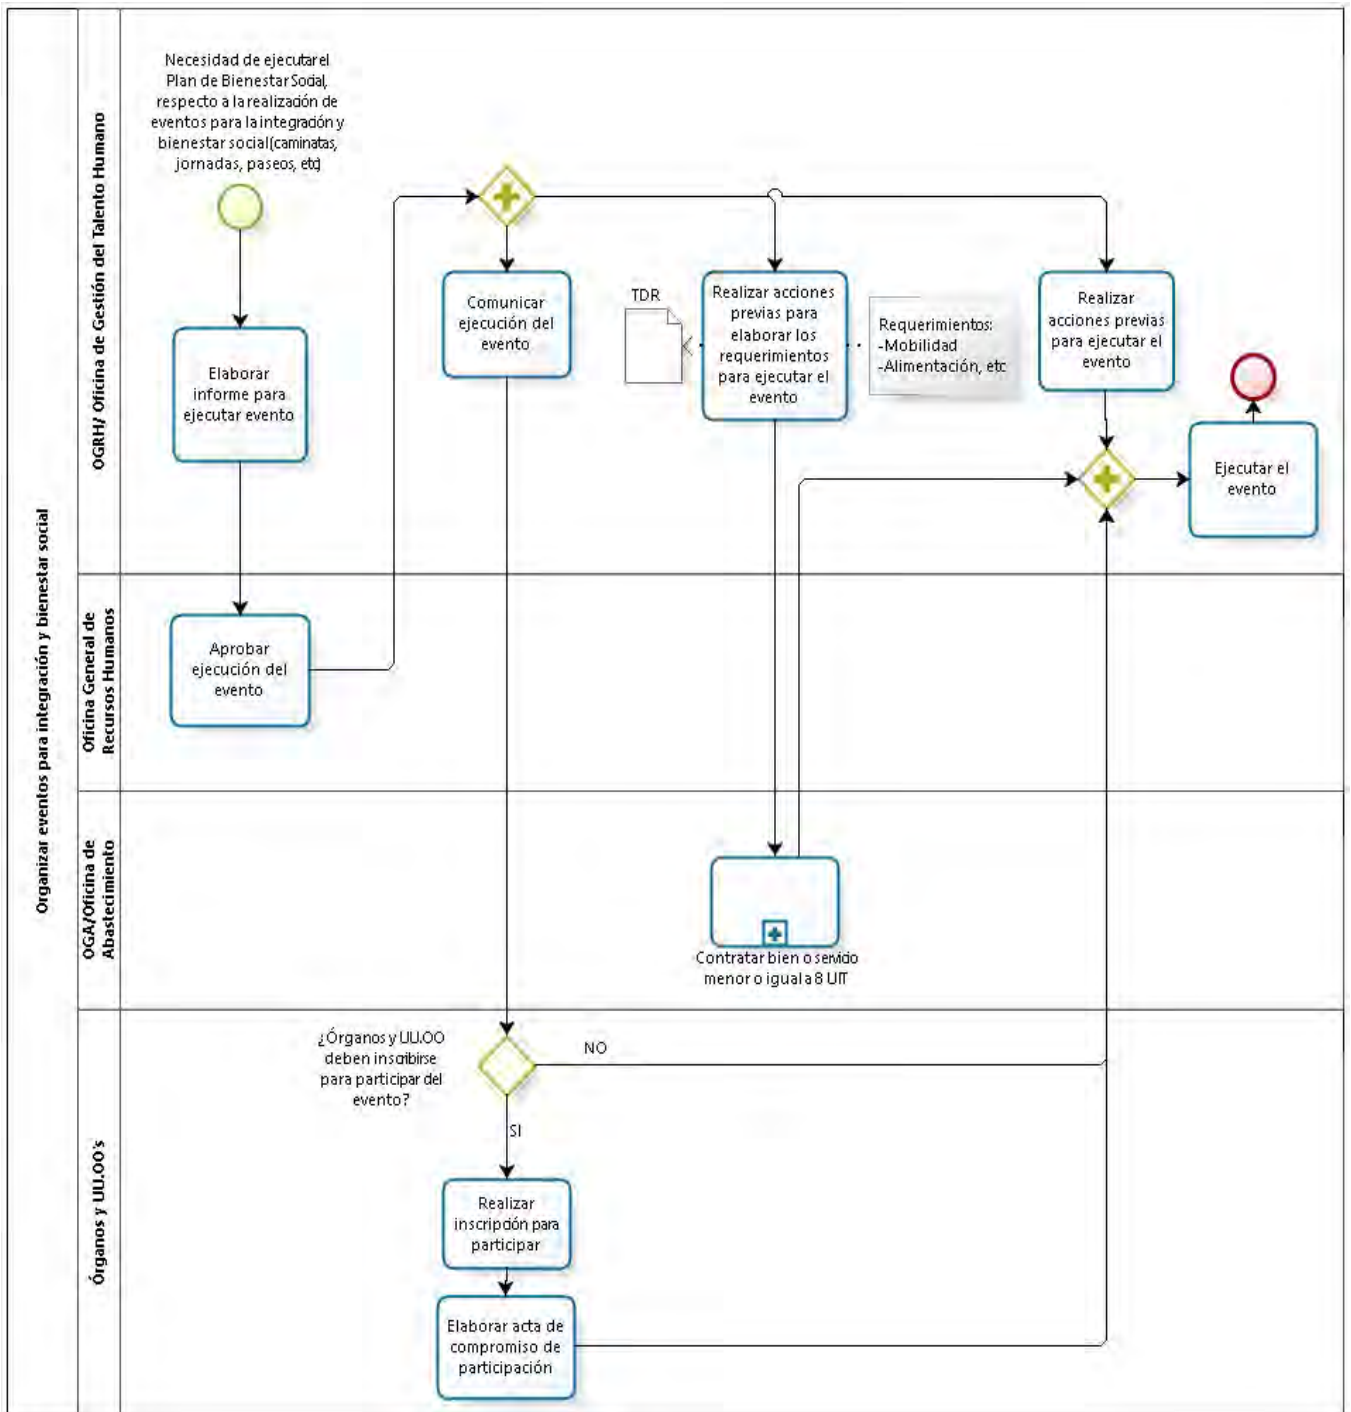 Organizar eventos para integración y bienestar social
OGRH/ Oficina de Gestión del Talento Humano
Necesidad de ejecutar el
Plan de Bienestar Social,
respecto a la realización de
eventos para la integración y
bienestar social(caminatas,
jornadas, paseos, etc)
Elaborar
informe para
ejecutar evento
Comunicar
ejecución del
evento
TDR
Realizar acciones
previas para
elaborar los
requerimientos
para ejecutar el
evento
Requerimientos:
-Mobilidad
-Alimentación, etc
Realizar
acciones previas
para ejecutar el
evento
Ejecutar el
evento
Oficina General de
Recursos Humanos
Aprobar
ejecución del
evento
OGA/Oficina de
Abastecimiento
Contratar bien o servicio
menor o igual a 8 UIT
Órganos y UU.OO's
¿Órganos y UU.OO
deben inscribirse
para participar del
evento?
NO
SI
Realizar
inscripción para
participar
Elaborar acta de
compromiso de
participación